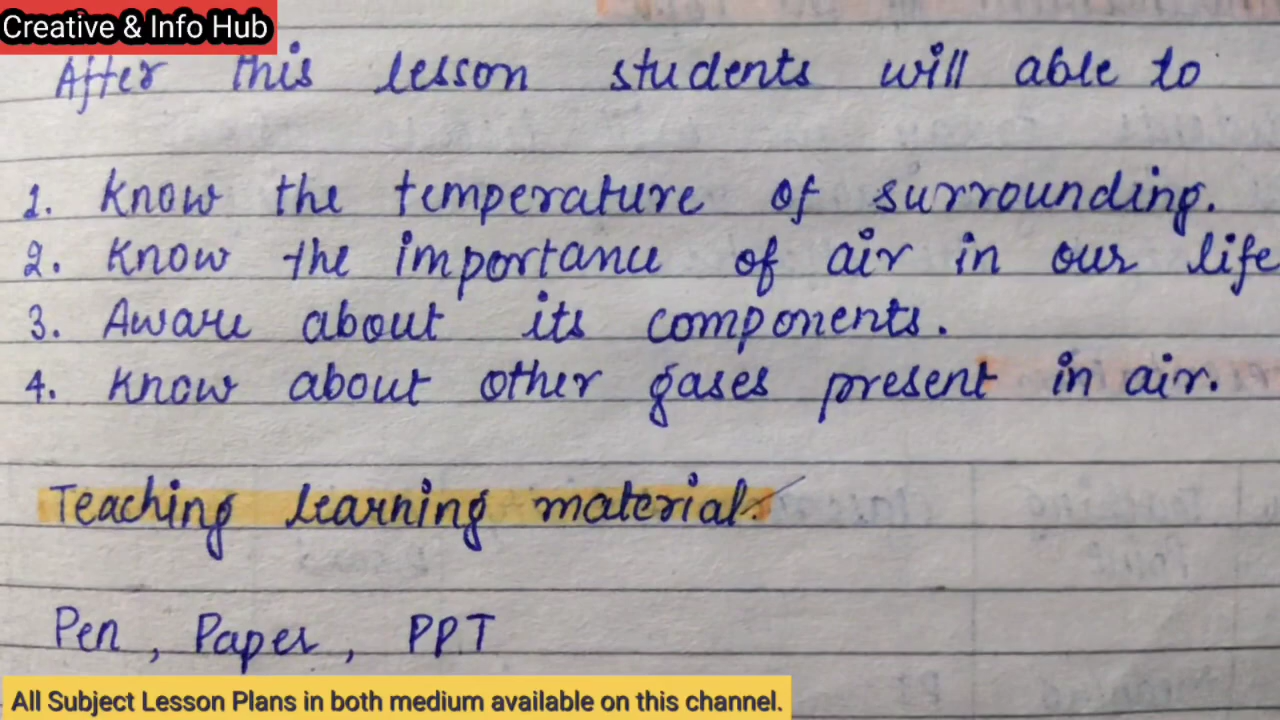 Creative & Info Hub
After this lesson students will able to
1. Know the temperature of surrounding.
2. Know the importance of air in our life
3. Aware about its components.
4. Know about other gases present in air.
Teaching learning material.
Pen, Paper, PPT
All Subject Lesson Plans in both medium available on this channel.